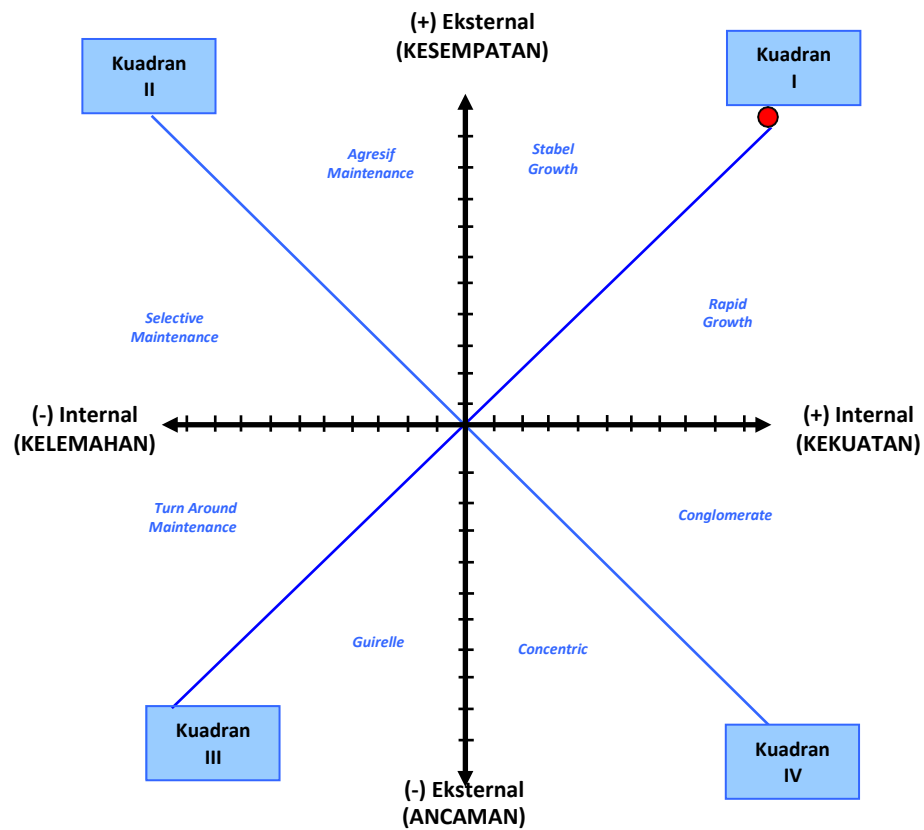 (+) Eksternal
(KESEMPATAN)
Kuadran
II
Kuadran
I
Agresif
Maintenance
Stabel
Growth
Selective
Maintenance
Rapid
Growth
(-) Internal
(KELEMAHAN)
(+) Internal
(KEKUATAN)
Turn Around
Maintenance
Conglomerate
Guirelle
Concentric
Kuadran
III
Kuadran
IV
(-) Eksternal
(ANCAMAN)